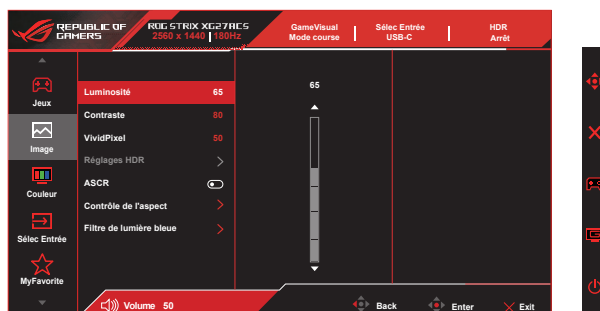 REPUBLIC OF
GAMERS
ROG STRIX XG27ACS
2560 x 1440 180Hz
GameVisual
Mode course
Sélec Entrée
USB-C
HDR
Arrêt
Jeux
Image
Couleur
Sélec Entrée
MyFavorite
Luminosité 65
Contraste 80
VividPixel 50
Réglages HDR
ASCR
Contrôle de l'aspect
Filtre de lumière bleue
65
Volume 50
Back
Enter
Exit